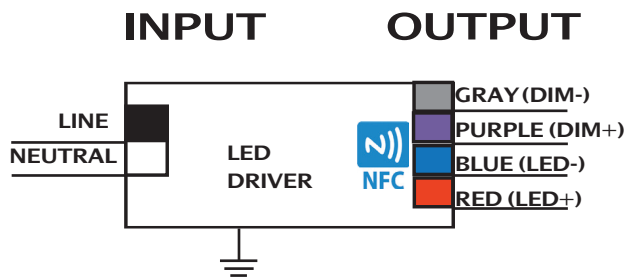 INPUT
OUTPUT
LINE
NEUTRAL
LED
DRIVER
NFC
GRAY (DIM-)
PURPLE (DIM+)
BLUE (LED-)
RED (LED+)